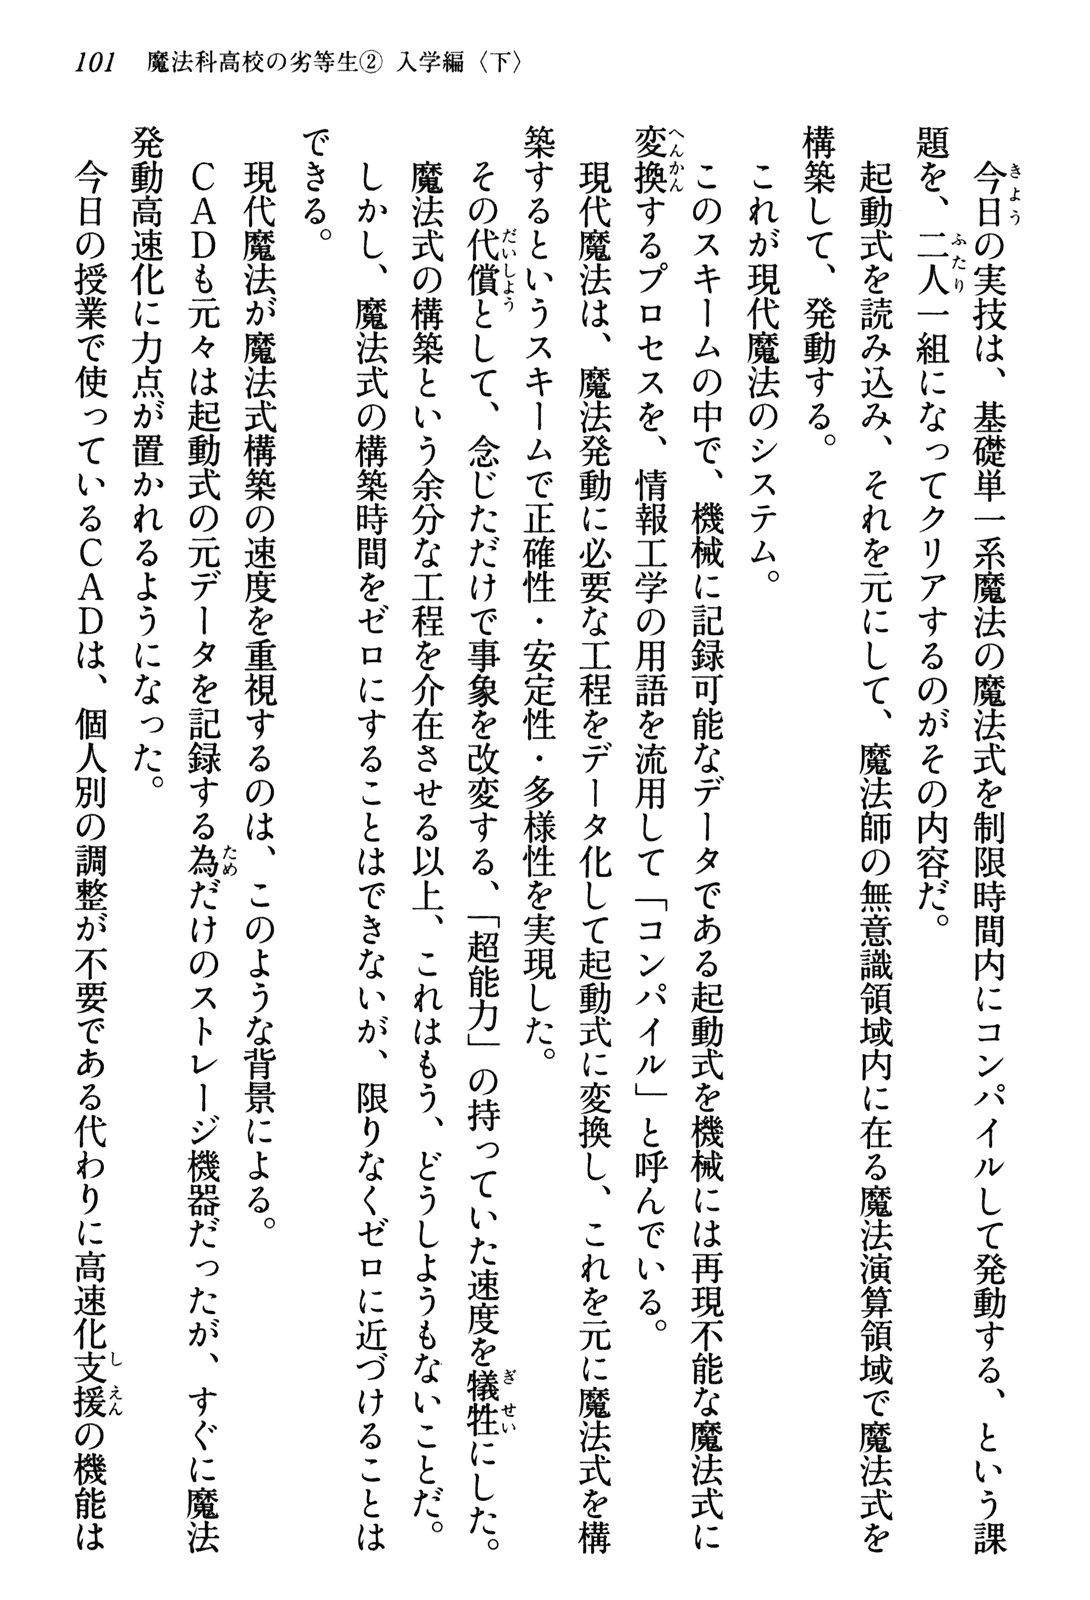 101 魔法科高校の劣等生② 入学編〈下〉
今日の実技は、基礎単一系魔法の魔法式を制限時間内にコンパイルして発動する、という課
題を、二人一組になってクリアするのがその内容だ。
起動式を読み込み、それを元にして、魔法師の無意識領域内に在る魔法演算領域で魔法式を
構築して、発動する。
これが現代魔法のシステム。
このスキームの中で、機械に記録可能なデータである起動式を機械には再現不能な魔法式に
変換するプロセスを、情報工学の用語を流用して「コンパイル」と呼んでいる。
現代魔法は、魔法発動に必要な工程をデータ化して起動式に変換し、これを元に魔法式を構
築するというスキームで正確性・安定性・多様性を実現した。
その代償として、念じただけで事象を改変する、「超能力」の持っていた速度を犠牲にした。
魔法式の構築という余分な工程を介在させる以上、これはもう、どうしようもないことだ。
しかし、魔法式の構築時間をゼロにすることはできないが、限りなくゼロに近づけることは
できる。
現代魔法が魔法式構築の速度を重視するのは、このような背景による。
ＣＡＤも元々は起動式の元データを記録する為だけのストレージ機器だったが、すぐに魔法
発動高速化に力点が置かれるようになった。
今日の授業で使っているＣＡＤは、個人別の調整が不要である代わりに高速化支援の機能は